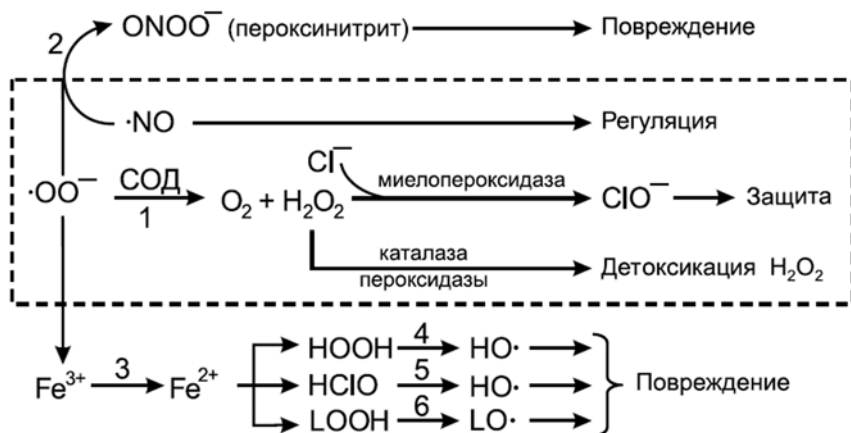 2 ONOO⁻ (пероксинитрит) Повреждение
·NO Регуляция
Cl⁻ миелопероксидаза
·OO⁻ СОД 1 O₂ + H₂O₂ ClO⁻ Защита
каталаза
пероксидазы
Детоксикация H₂O₂
HOOH 4 HO·
Fe³⁺ 3 Fe²⁺ HClO 5 HO· Повреждение
LOOH 6 LO·